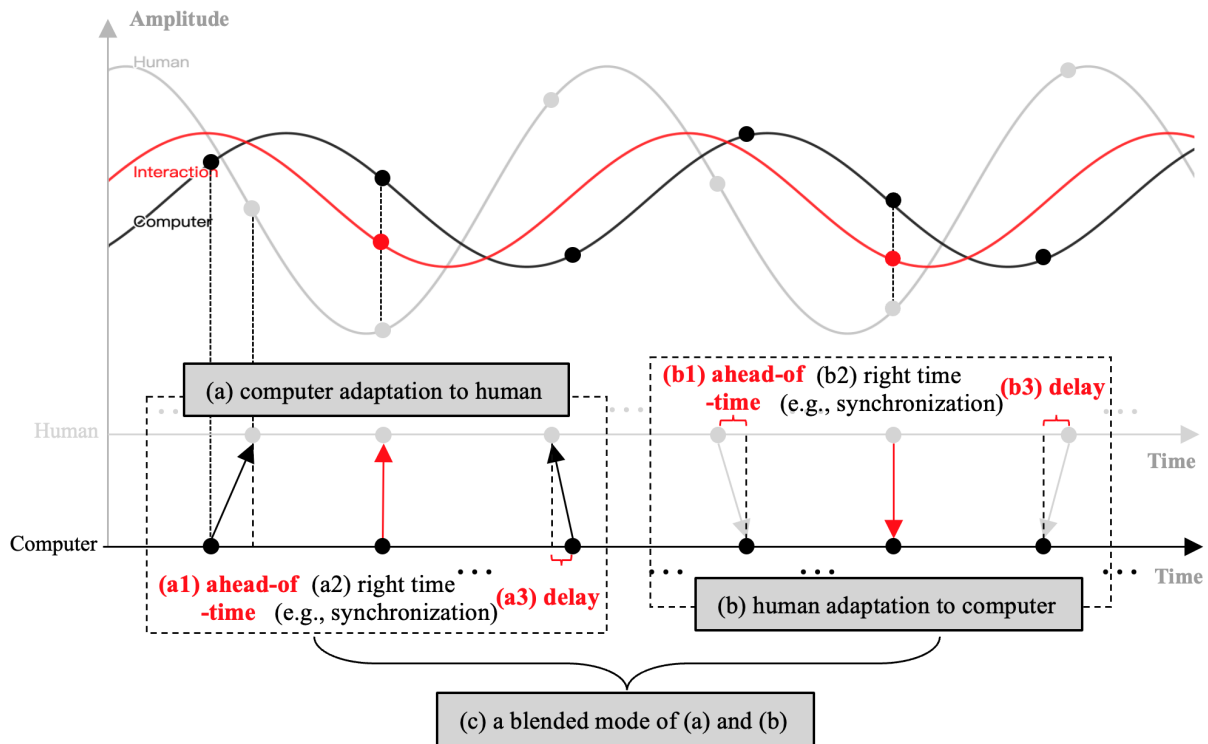 Amplitude
Human
Interaction
Computer
(a) computer adaptation to human
(b1) ahead-of
-time
(b2) right time
(e.g., synchronization)
(b3) delay
Human
Time
Computer
Time
(a1) ahead-of
-time
(a2) right time
(e.g., synchronization)
(a3) delay
(b) human adaptation to computer
(c) a blended mode of (a) and (b)